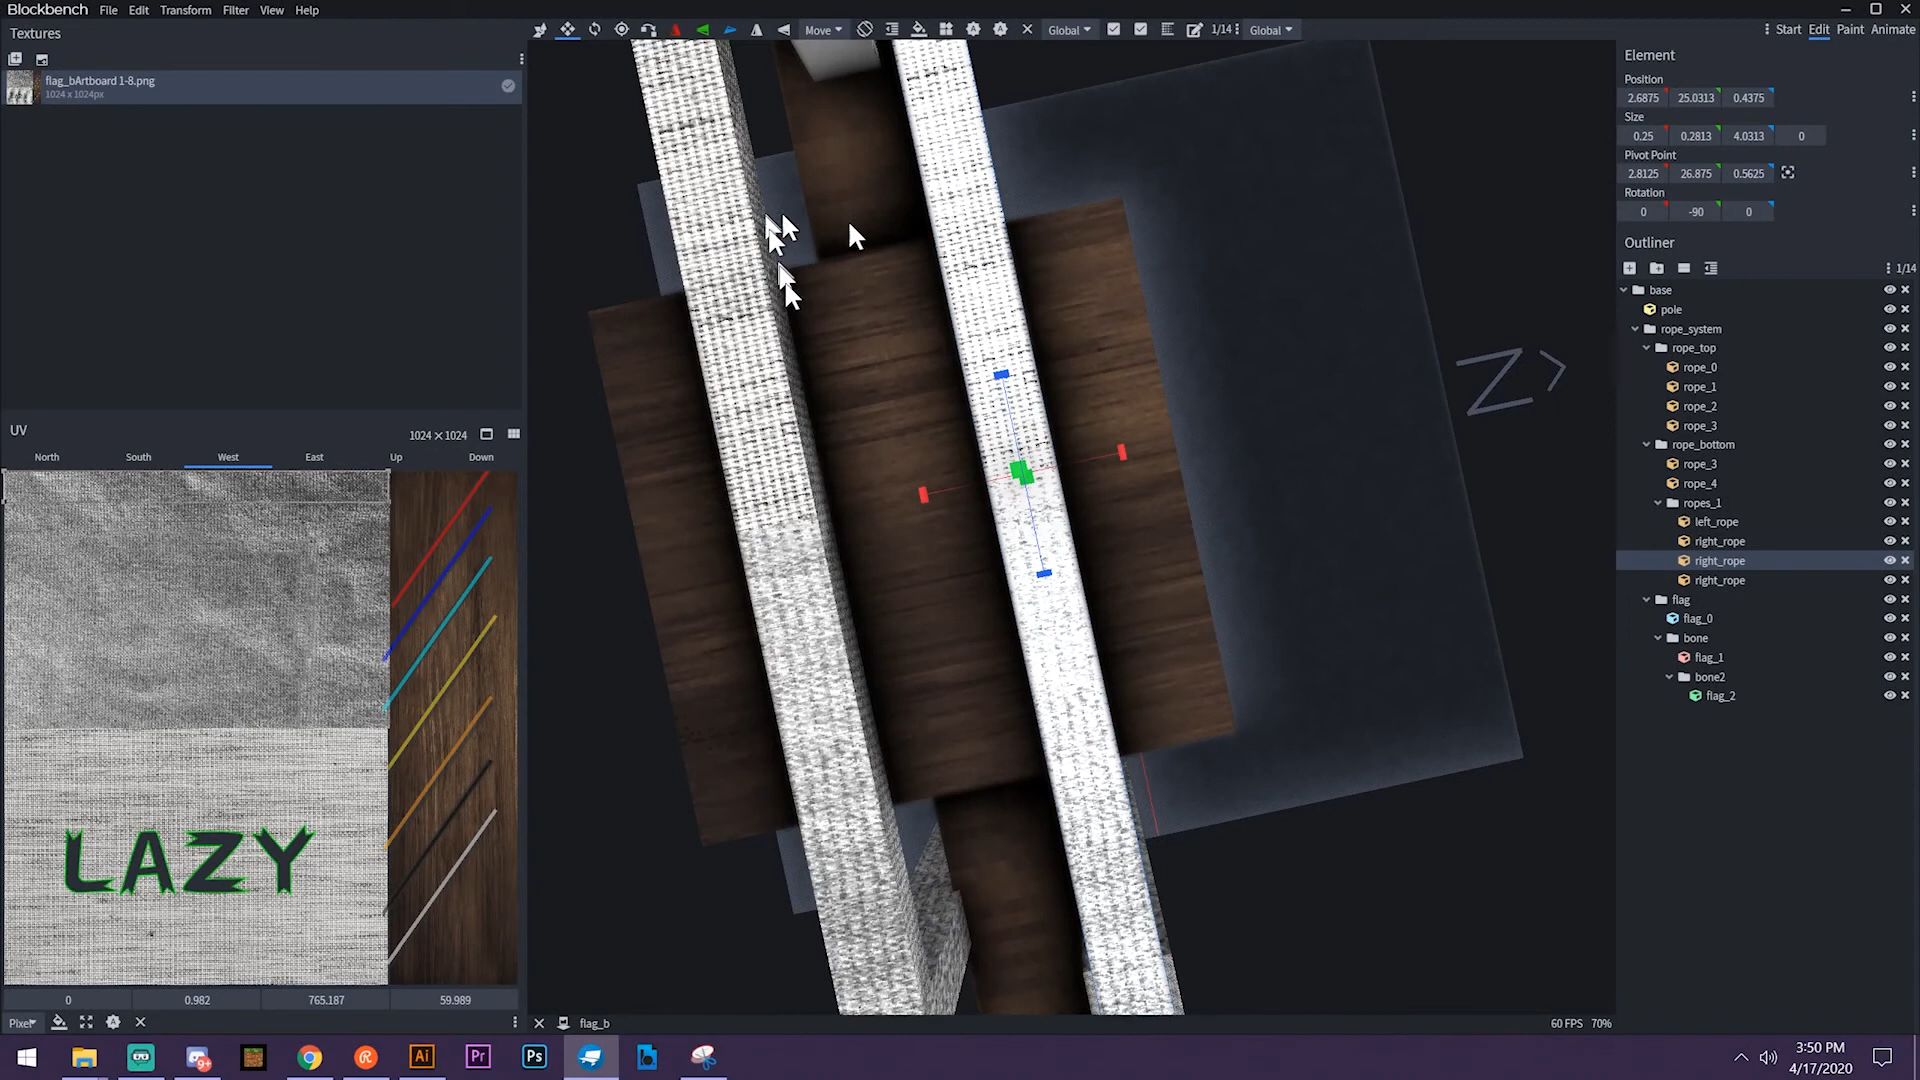 Blockbench File Edit Transform Filter View Help
Textures
flag_bArtboard 1-8.png
1024 x 1024px
Move
Global
1/14
Global
Start Edit Paint Animate
UV
1024 × 1024
North South West East Up Down
LAZY
0 0.982 765.187 59.989
Pixel
Z
flag_b
60 FPS 70%
Element
Position
2.6875 25.0313 0.4375
Size
0.25 0.2813 4.0313 0
Pivot Point
2.8125 26.875 0.5625
Rotation
0 -90 0
Outliner
1/14
base
pole
rope_system
rope_top
rope_0
rope_1
rope_2
rope_3
rope_bottom
rope_3
rope_4
ropes_1
left_rope
right_rope
right_rope
right_rope
flag
flag_0
bone
flag_1
bone2
flag_2
9+
Ai
Pr
Ps
3:50 PM
4/17/2020